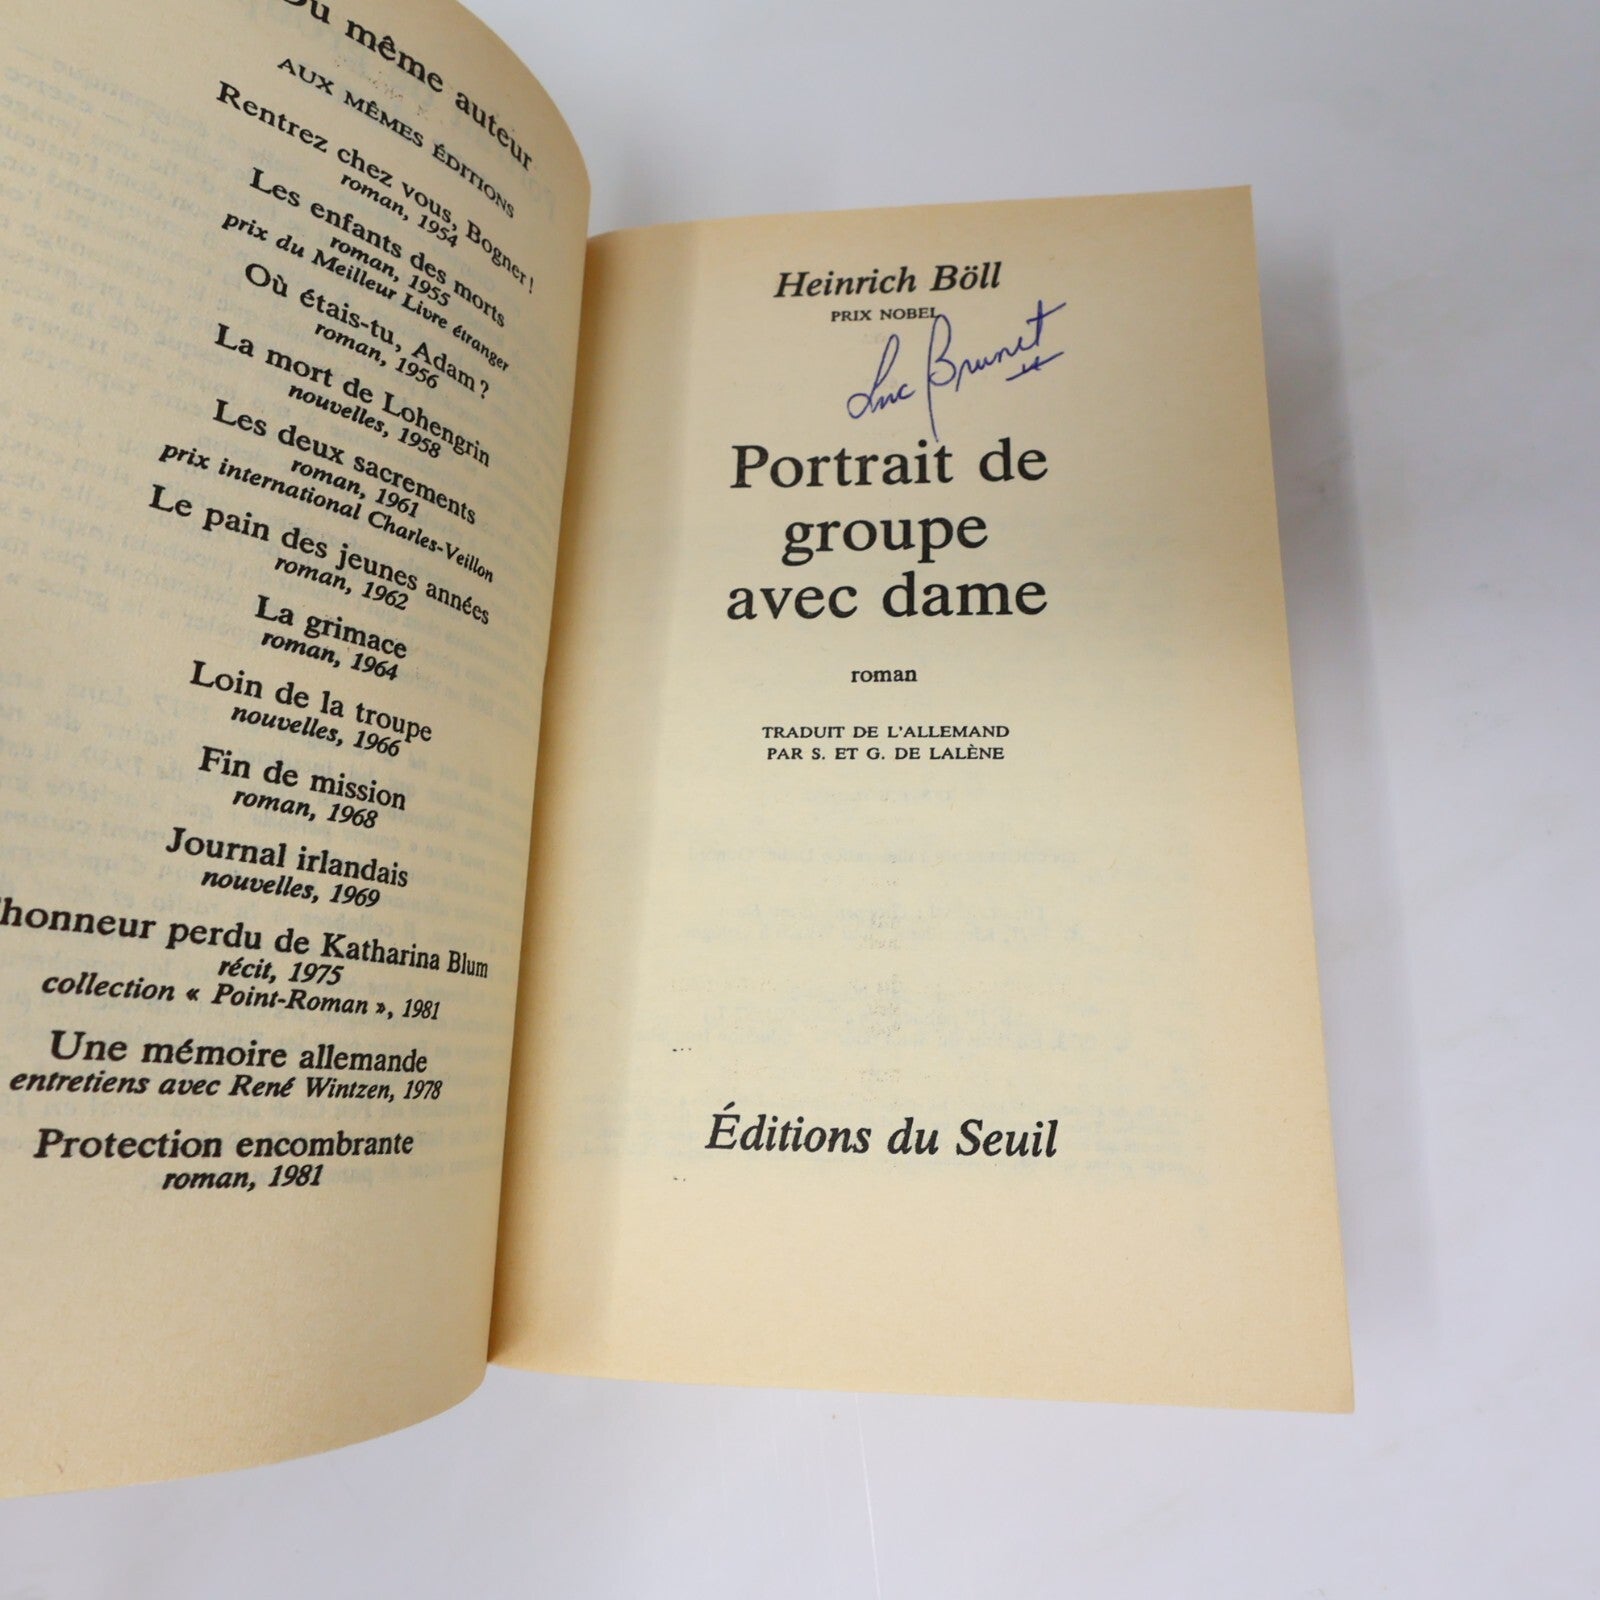 Du même auteur
AUX MÊMES ÉDITIONS
Rentrez chez vous, Bogner!
roman, 1954
Les enfants des morts
roman, 1955
prix du Meilleur Livre étranger
Où étais-tu, Adam?
roman, 1956
La mort de Lohengrin
nouvelles, 1958
Les deux sacrements
roman, 1961
prix international Charles-Veillon
Le pain des jeunes années
roman, 1962
La grimace
roman, 1964
Loin de la troupe
nouvelles, 1966
Fin de mission
roman, 1968
Journal irlandais
nouvelles, 1969
'honneur perdu de Katharina Blum
récit, 1975
collection « Point-Roman », 1981
Une mémoire allemande
entretiens avec René Wintzen, 1978
Protection encombrante
roman, 1981
Heinrich Böll
PRIX NOBEL
Luc Brunet
Portrait de
groupe
avec dame
roman
TRADUIT DE L'ALLEMAND
PAR S. ET G. DE LALÈNE
Éditions du Seuil